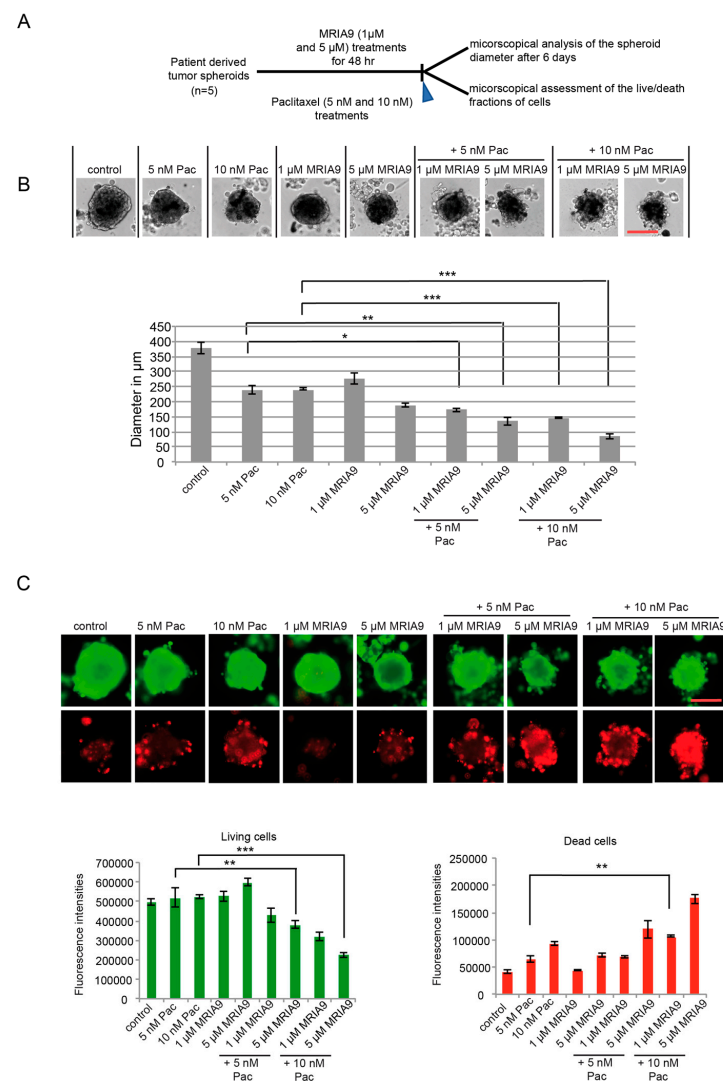 A
MRIA9 (1µM
and 5 µM) treatments
for 48 hr
Patient derived
tumor spheroids
(n=5)
Paclitaxel (5 nM and 10 nM)
treatments
micorscopical analysis of the spheroid
diameter after 6 days
micorscopical assessment of the live/death
fractions of cells
B
+ 5 nM Pac + 10 nM Pac
control 5 nM Pac 10 nM Pac 1 µM MRIA9 5 µM MRIA9 1 µM MRIA9 5 µM MRIA9 1 µM MRIA9 5 µM MRIA9
***
***
**
*
Diameter in µm
450
400
350
300
250
200
150
100
50
0
control 5 nM Pac 10 nM Pac 1 µM MRIA9 5 µM MRIA9 1 µM MRIA9 5 µM MRIA9 1 µM MRIA9 5 µM MRIA9
+ 5 nM
Pac
+ 10 nM
Pac
C
+ 5 nM Pac + 10 nM Pac
control 5 nM Pac 10 nM Pac 1 µM MRIA9 5 µM MRIA9 1 µM MRIA9 5 µM MRIA9 1 µM MRIA9 5 µM MRIA9
Living cells
***
**
Fluorescence intensities
700000
600000
500000
400000
300000
200000
100000
0
control 5 nM Pac 10 nM Pac 1 µM MRIA9 5 µM MRIA9 1 µM MRIA9 5 µM MRIA9 1 µM MRIA9 5 µM MRIA9
+ 5 nM
Pac
+ 10 nM
Pac
Dead cells
**
Fluorescence intensities
250000
200000
150000
100000
50000
0
control 5 nM Pac 10 nM Pac 1 µM MRIA9 5 µM MRIA9 1 µM MRIA9 5 µM MRIA9 1 µM MRIA9 5 µM MRIA9
+ 5 nM
Pac
+ 10 nM
Pac